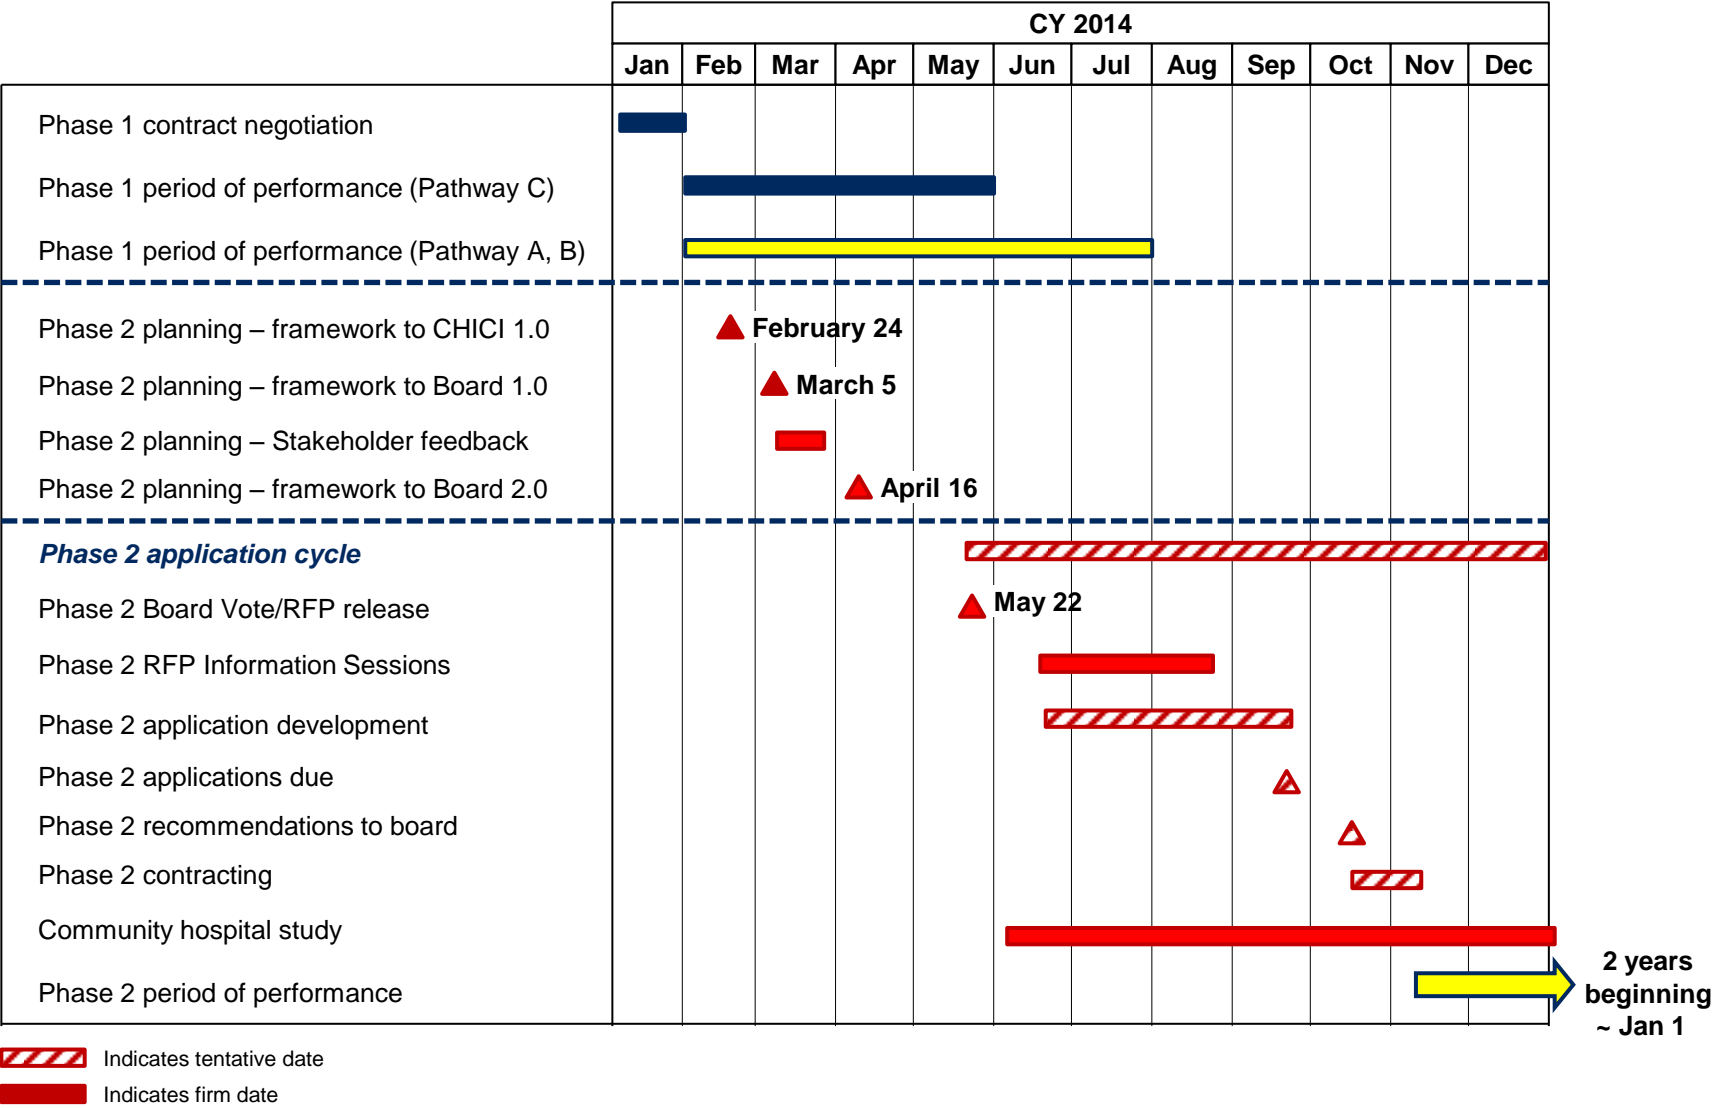 CY 2014
Jan Feb Mar Apr May Jun Jul Aug Sep Oct Nov Dec
Phase 1 contract negotiation
Phase 1 period of performance (Pathway C)
Phase 1 period of performance (Pathway A, B)
Phase 2 planning – framework to CHICI 1.0
February 24
Phase 2 planning – framework to Board 1.0
March 5
Phase 2 planning – Stakeholder feedback
Phase 2 planning – framework to Board 2.0
April 16
Phase 2 application cycle
Phase 2 Board Vote/RFP release
May 22
Phase 2 RFP Information Sessions
Phase 2 application development
Phase 2 applications due
Phase 2 recommendations to board
Phase 2 contracting
Community hospital study
Phase 2 period of performance
2 years
beginning
~ Jan 1
Indicates tentative date
Indicates firm date